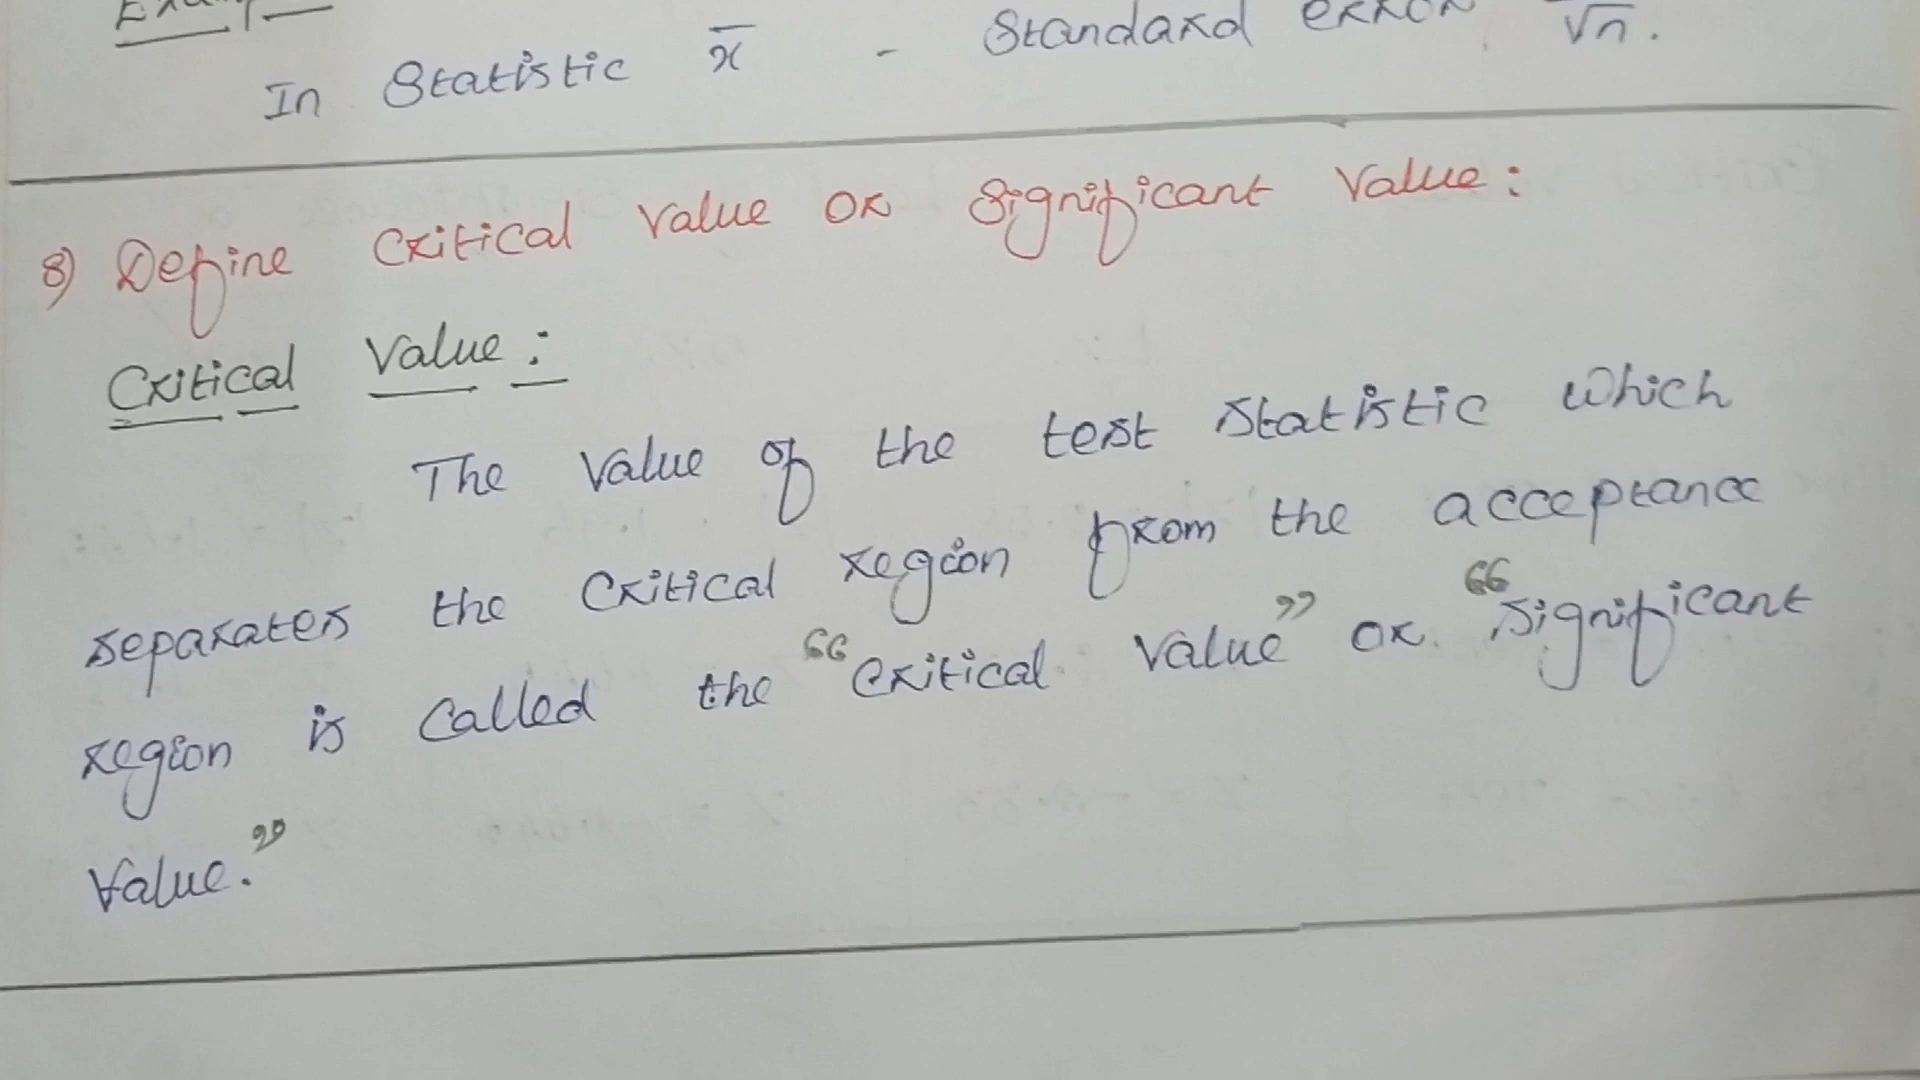 In Statistic x̄ - Standard error √n.
8) Define Critical Value or Significant Value:
Critical Value:
The Value of the test Statistic which
separates the Critical region from the acceptance
region is Called the "Critical Value" or "Significant
Value."